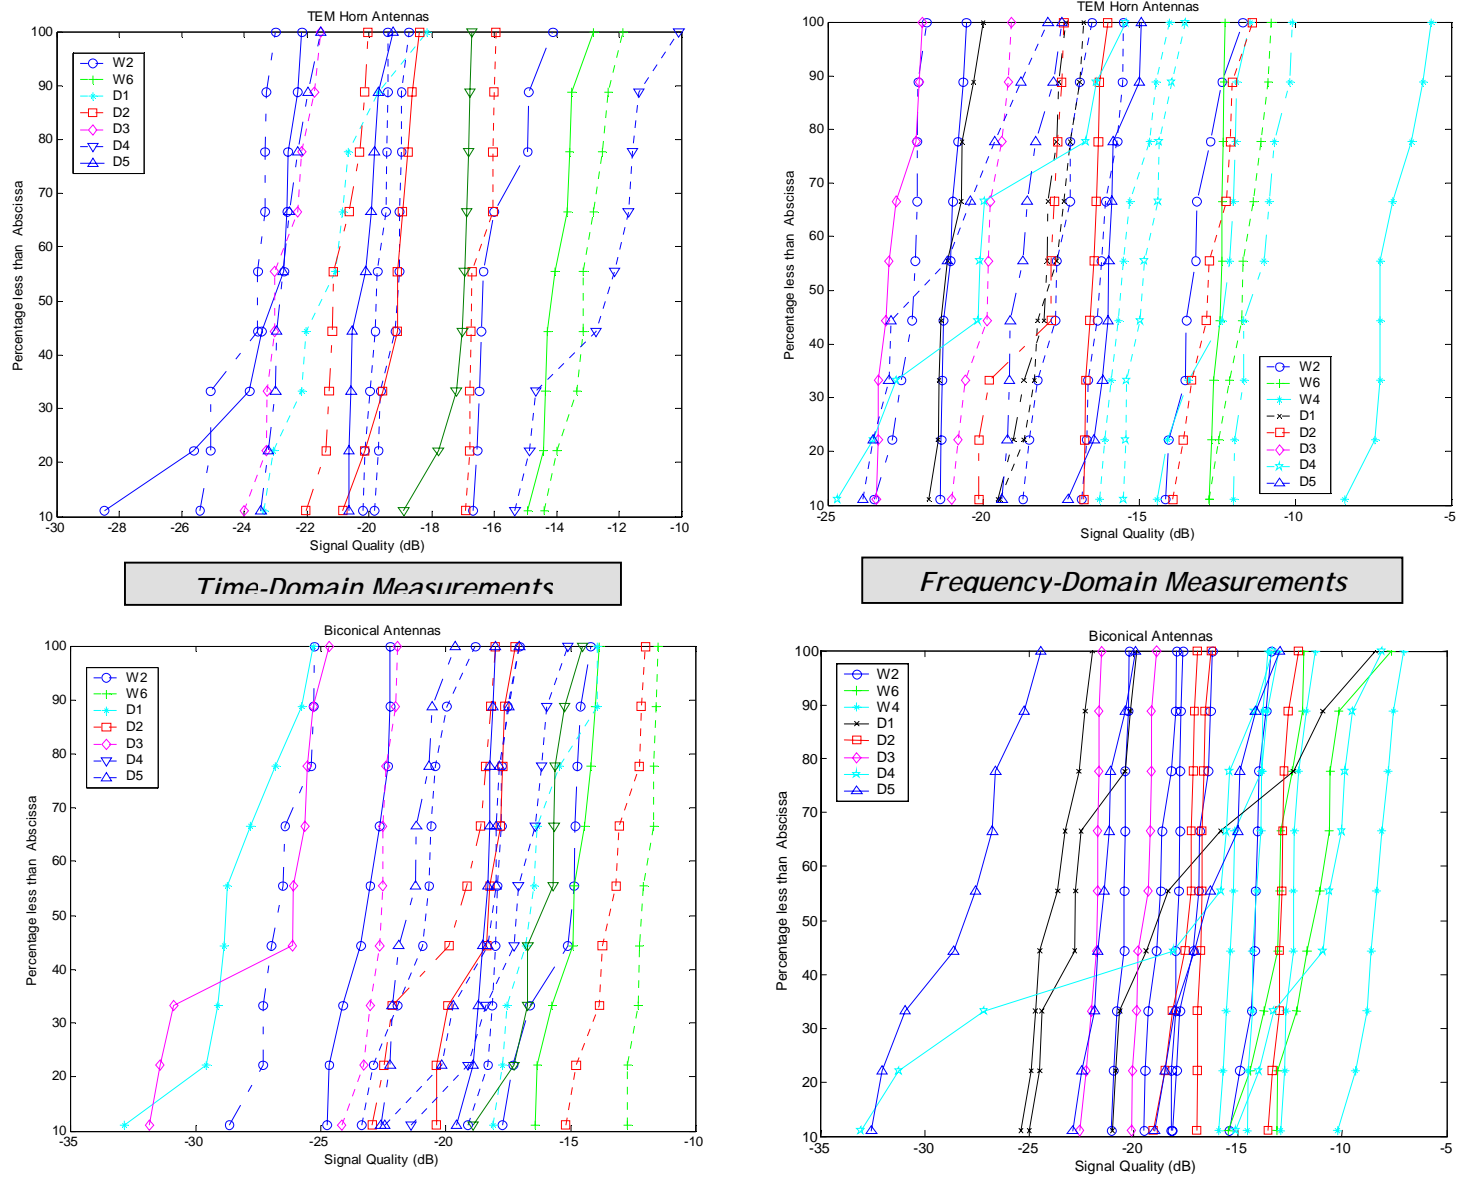 TEM Horn Antennas
Percentage less than Abscissa
100
90
80
70
60
50
40
30
20
10
W2
W6
D1
D2
D3
D4
D5
-30
-28
-26
-24
-22
-20
-18
-16
-14
-12
-10
Signal Quality (dB)
TEM Horn Antennas
Percentage less than Abscissa
100
90
80
70
60
50
40
30
20
10
W2
W6
W4
D1
D2
D3
D4
D5
-25
-20
-15
-10
-5
Signal Quality (dB)
Time-Domain Measurements
Frequency-Domain Measurements
Biconical Antennas
Percentage less than Abscissa
100
90
80
70
60
50
40
30
20
10
W2
W6
D1
D2
D3
D4
D5
-35
-30
-25
-20
-15
-10
Signal Quality (dB)
Biconical Antennas
Percentage less than Abscissa
100
90
80
70
60
50
40
30
20
10
W2
W6
W4
D1
D2
D3
D4
D5
-35
-30
-25
-20
-15
-10
-5
Signal Quality (dB)